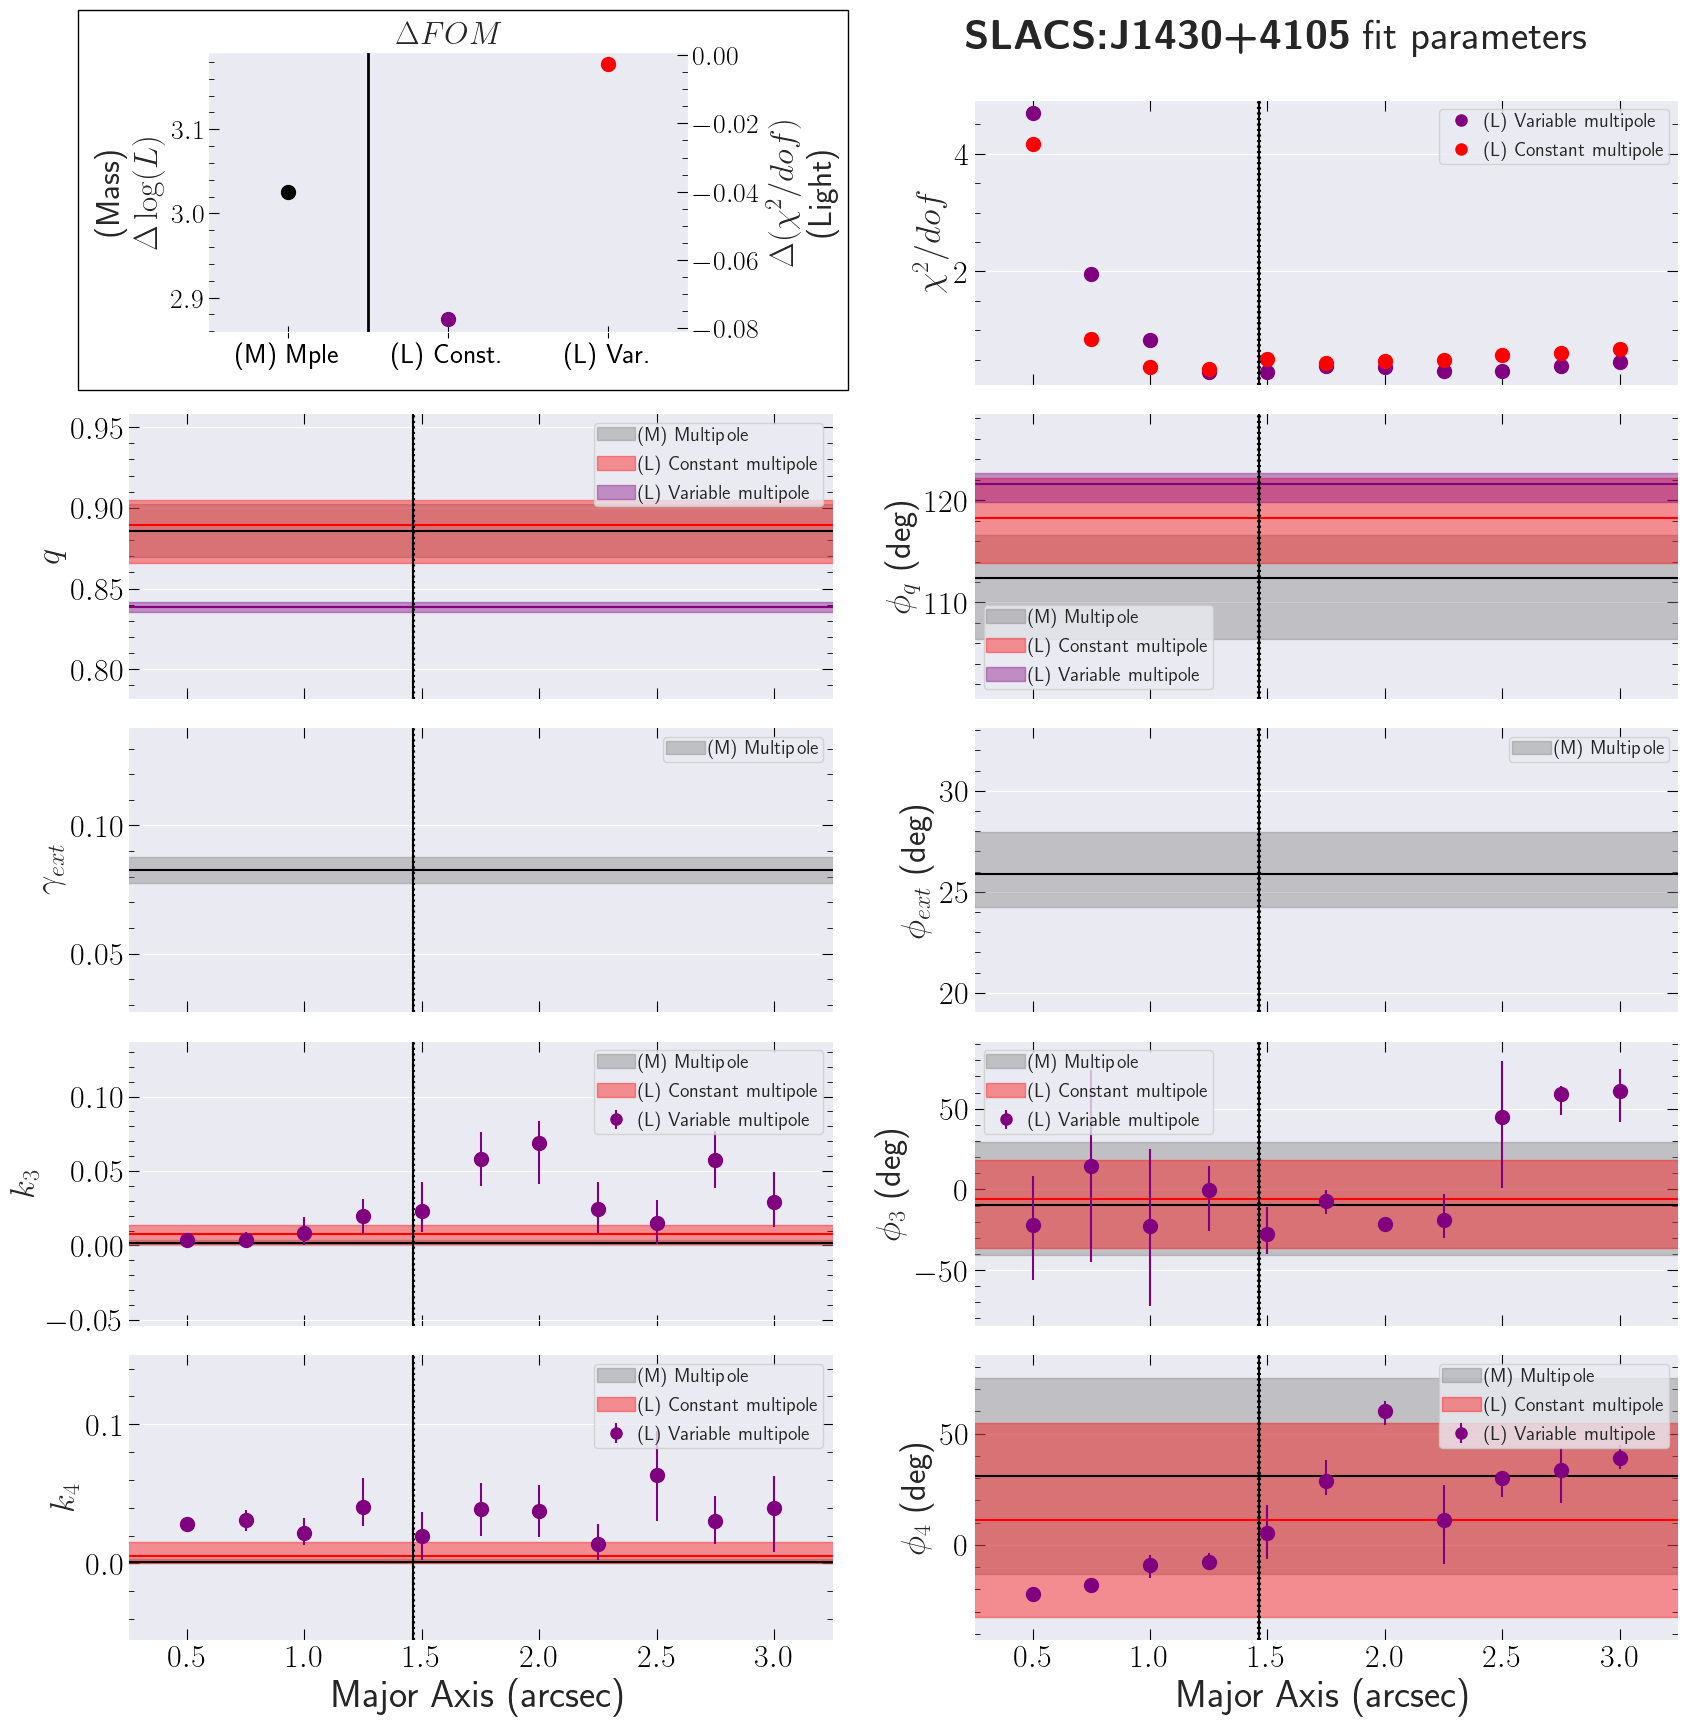 ΔFOM
SLACS:J1430+4105 fit parameters
(Mass)
Δ log(L)
3.1
3.0
2.9
0.00
−0.02
−0.04
−0.06
−0.08
Δ(χ²/dof)
(Light)
(M) Mple
(L) Const.
(L) Var.
χ²/dof
4
2
(L) Variable multipole
(L) Constant multipole
q
0.95
0.90
0.85
0.80
(M) Multipole
(L) Constant multipole
(L) Variable multipole
ϕ_q (deg)
120
110
(M) Multipole
(L) Constant multipole
(L) Variable multipole
γ_ext
0.10
0.05
(M) Multipole
ϕ_ext (deg)
30
25
20
(M) Multipole
k₃
0.10
0.05
0.00
−0.05
(M) Multipole
(L) Constant multipole
(L) Variable multipole
ϕ₃ (deg)
50
0
−50
(M) Multipole
(L) Constant multipole
(L) Variable multipole
k₄
0.1
0.0
(M) Multipole
(L) Constant multipole
(L) Variable multipole
0.5 1.0 1.5 2.0 2.5 3.0
Major Axis (arcsec)
ϕ₄ (deg)
50
0
(M) Multipole
(L) Constant multipole
(L) Variable multipole
0.5 1.0 1.5 2.0 2.5 3.0
Major Axis (arcsec)